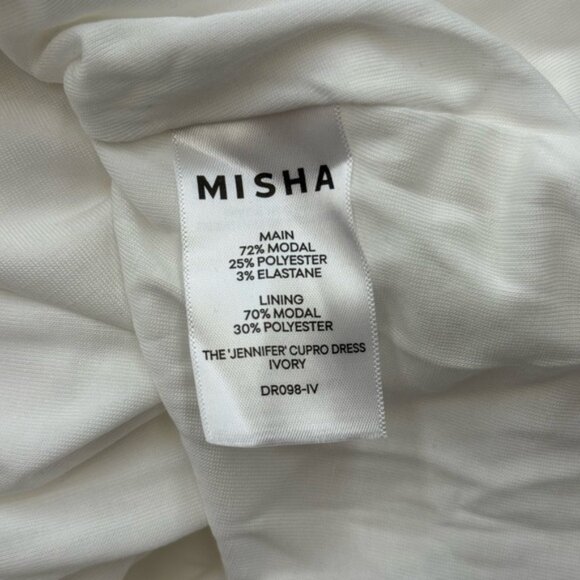 MISHA
MAIN
72% MODAL
25% POLYESTER
3% ELASTANE
LINING
70% MODAL
30% POLYESTER
THE 'JENNIFER' CUPRO DRESS
IVORY
DR098-IV